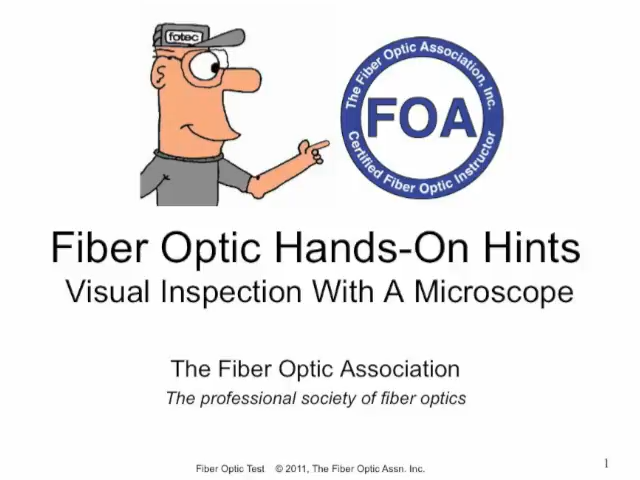 fotec
The Fiber Optic Association, Inc.
FOA
Certified Fiber Optic Instructor
Fiber Optic Hands-On Hints
Visual Inspection With A Microscope
The Fiber Optic Association
The professional society of fiber optics
Fiber Optic Test © 2011, The Fiber Optic Assn. Inc.
1